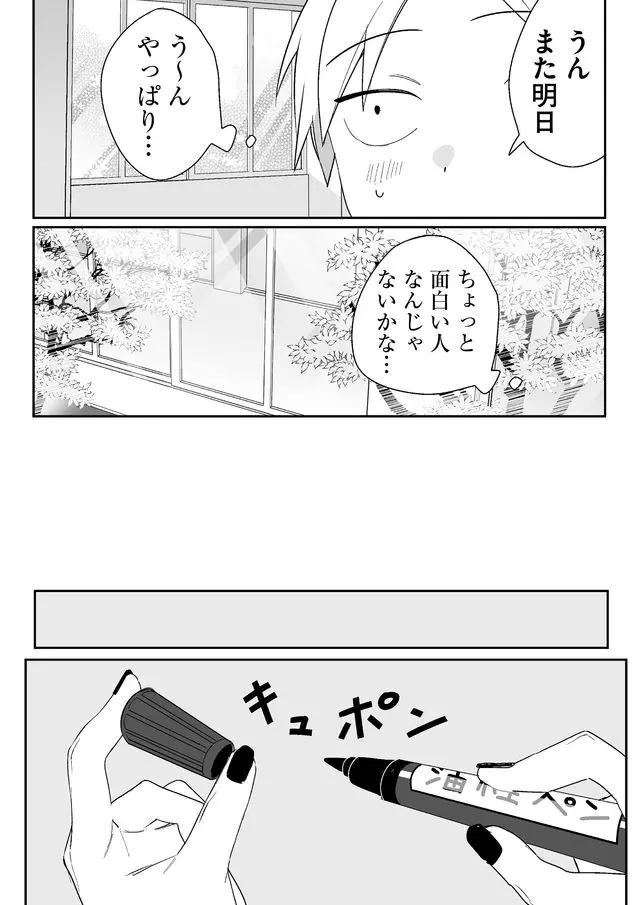 うん
また明日
う〜ん
やっぱり…
ちょっと
面白い人
なんじゃ
ないかな…
キュポン
油性ペン